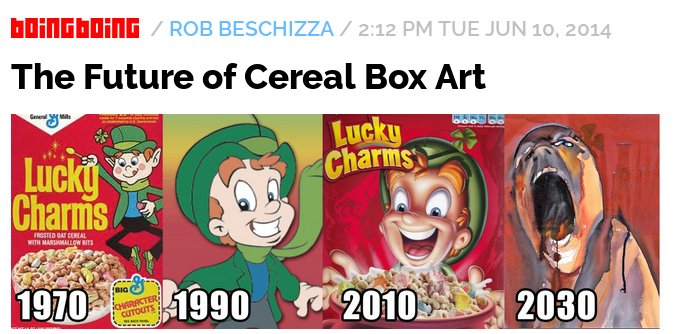 boingboing / ROB BESCHIZZA / 2:12 PM TUE JUN 10, 2014
The Future of Cereal Box Art
General Mills
Lucky
Charms
FROSTED OAT CEREAL
WITH MARSHMALLOW BITS
BIG G
CHARACTER
CUTOUTS
1970
1990
Lucky
Charms
2010
2030